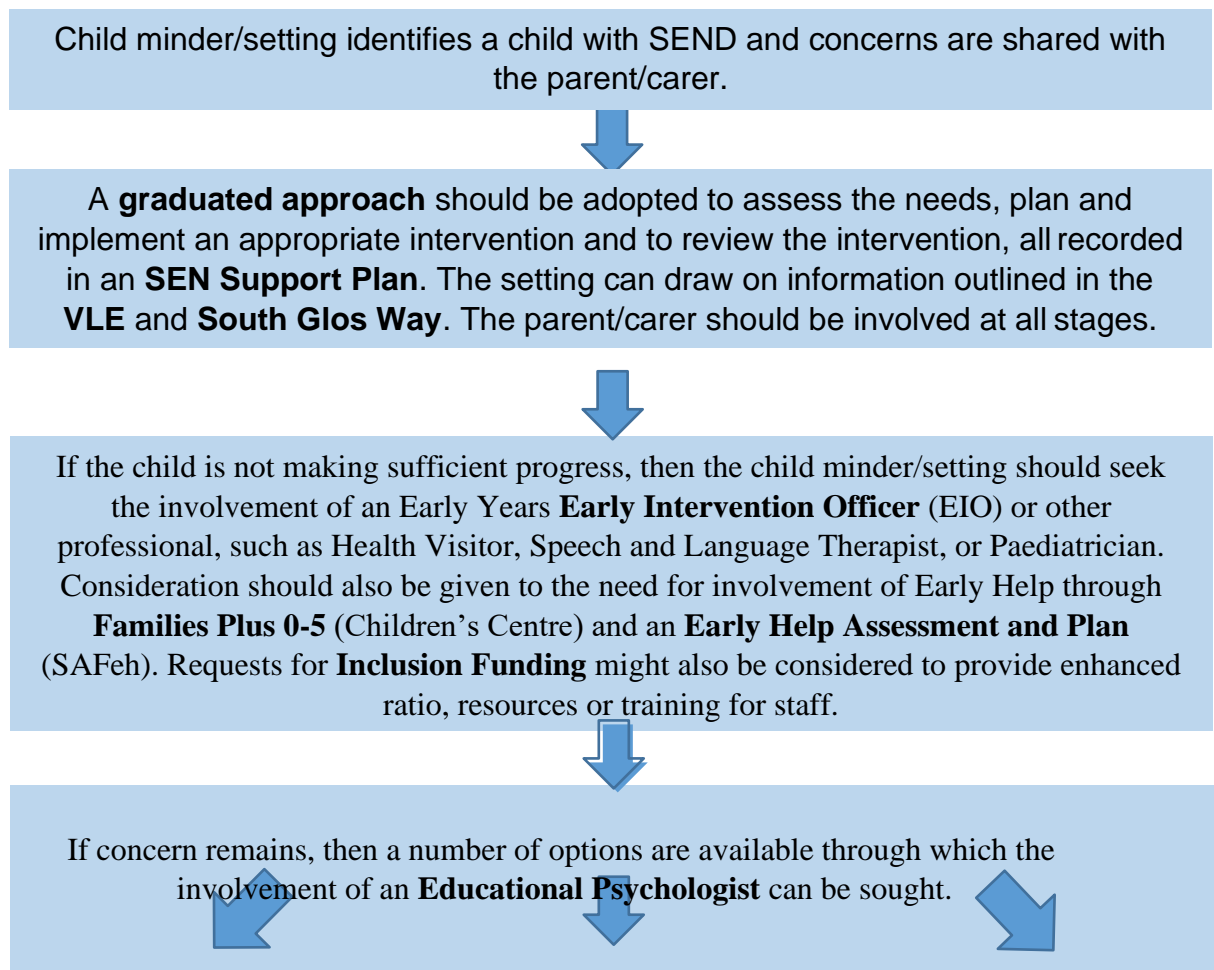 Child minder/setting identifies a child with SEND and concerns are shared with
the parent/carer.
A graduated approach should be adopted to assess the needs, plan and
implement an appropriate intervention and to review the intervention, all recorded
in an SEN Support Plan. The setting can draw on information outlined in the
VLE and South Glos Way. The parent/carer should be involved at all stages.
If the child is not making sufficient progress, then the child minder/setting should seek
the involvement of an Early Years Early Intervention Officer (EIO) or other
professional, such as Health Visitor, Speech and Language Therapist, or Paediatrician.
Consideration should also be given to the need for involvement of Early Help through
Families Plus 0-5 (Children’s Centre) and an Early Help Assessment and Plan
(SAFeh). Requests for Inclusion Funding might also be considered to provide enhanced
ratio, resources or training for staff.
If concern remains, then a number of options are available through which the
involvement of an Educational Psychologist can be sought.